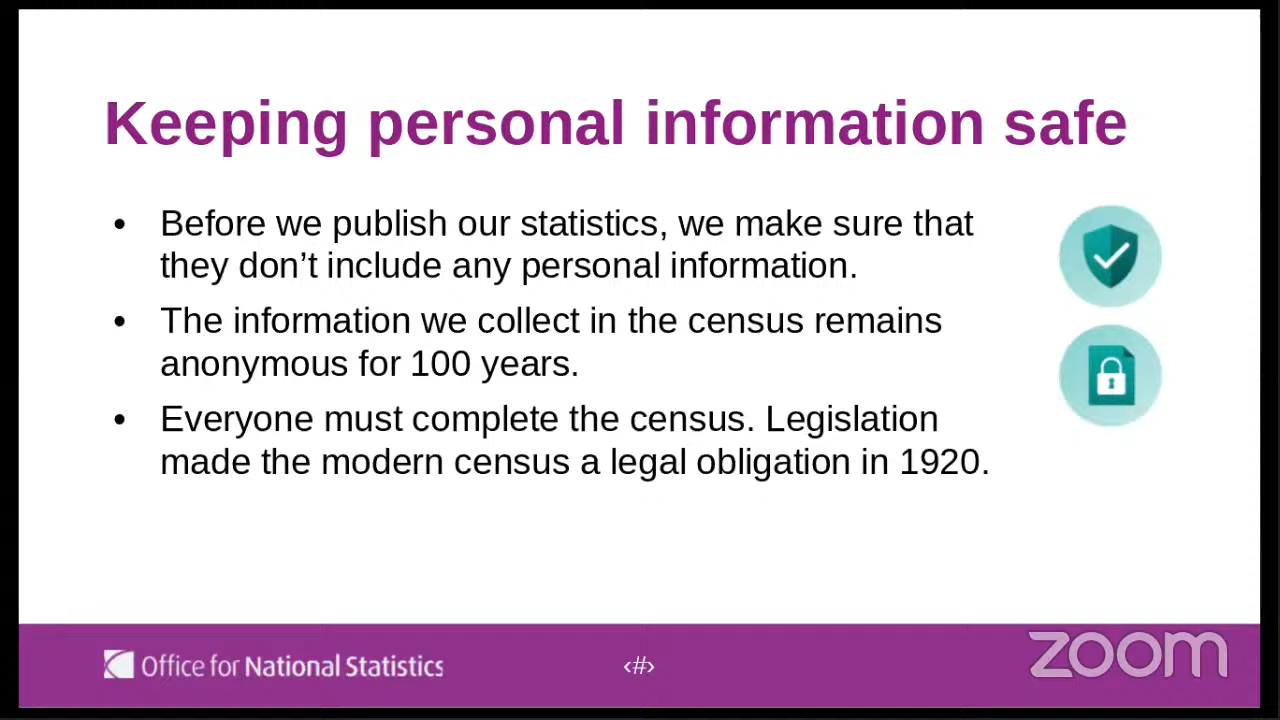 Keeping personal information safe
• Before we publish our statistics, we make sure that
they don’t include any personal information.
• The information we collect in the census remains
anonymous for 100 years.
• Everyone must complete the census. Legislation
made the modern census a legal obligation in 1920.
Office for National Statistics
‹#›
zoom